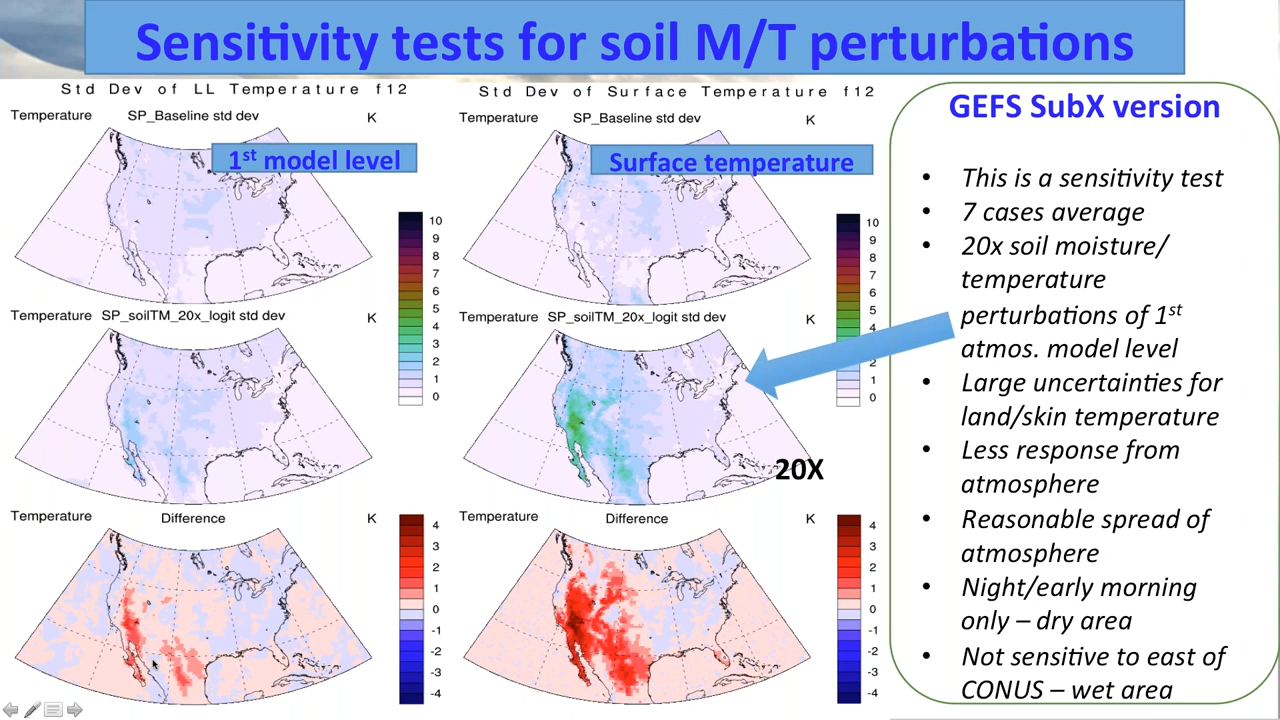 Sensitivity tests for soil M/T perturbations
Std Dev of LL Temperature f12
Temperature SP_Baseline std dev K
1st model level
10
9
8
7
6
5
4
3
2
1
0
Temperature SP_soilTM_20x_logit std dev K
Temperature Difference K
4
3
2
1
0
-1
-2
-3
-4
Std Dev of Surface Temperature f12
Temperature SP_Baseline std dev K
Surface temperature
10
9
8
7
6
5
4
2
1
0
Temperature SP_soilTM_20x_logit std dev K
20X
Temperature Difference K
4
3
2
1
0
-1
-2
-3
-4
GEFS SubX version
• This is a sensitivity test
• 7 cases average
• 20x soil moisture/
temperature
perturbations of 1st
atmos. model level
• Large uncertainties for
land/skin temperature
• Less response from
atmosphere
• Reasonable spread of
atmosphere
• Night/early morning
only – dry area
• Not sensitive to east of
CONUS – wet area